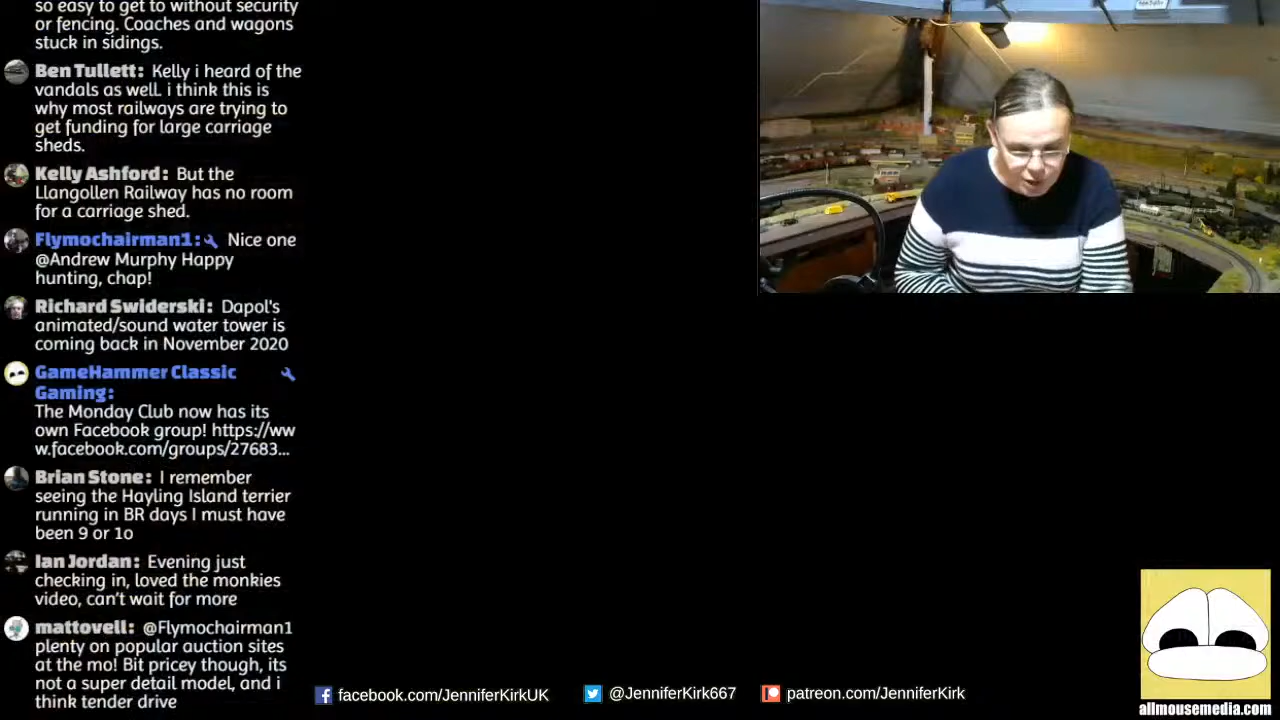 so easy to get to without security
or fencing. Coaches and wagons
stuck in sidings.
Ben Tullett: Kelly i heard of the
vandals as well. i think this is
why most railways are trying to
get funding for large carriage
sheds.
Kelly Ashford: But the
Llangollen Railway has no room
for a carriage shed.
Flymochairman1: Nice one
@Andrew Murphy Happy
hunting, chap!
Richard Swiderski: Dapol's
animated/sound water tower is
coming back in November 2020
GameHammer Classic
Gaming:
The Monday Club now has its
own Facebook group! https://ww
w.facebook.com/groups/27683...
Brian Stone: I remember
seeing the Hayling Island terrier
running in BR days I must have
been 9 or 1o
Ian Jordan: Evening just
checking in, loved the monkies
video, can't wait for more
mattovell: @Flymochairman1
plenty on popular auction sites
at the mo! Bit pricey though, its
not a super detail model, and i
think tender drive
facebook.com/JenniferKirkUK
@JenniferKirk667
patreon.com/JenniferKirk
allmousemedia.com